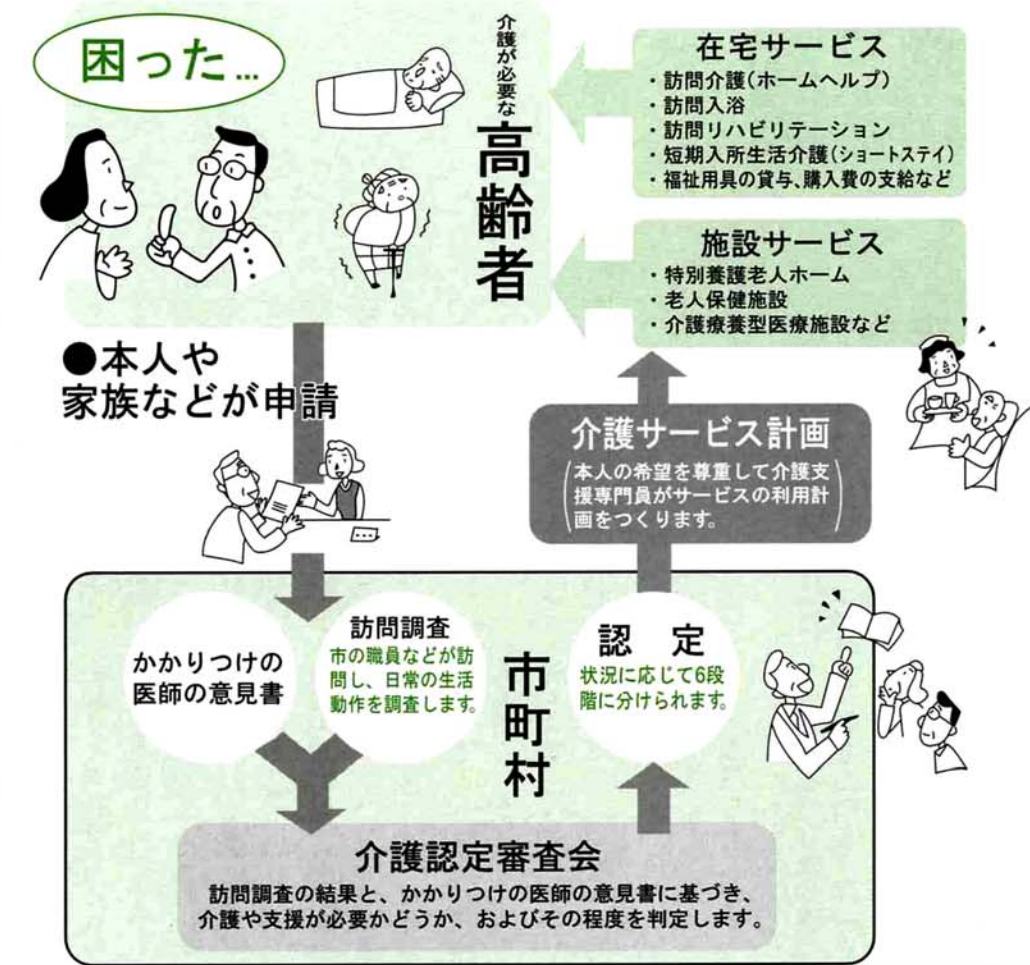 困った…
介護が必要な
高齢者
在宅サービス
・訪問介護(ホームヘルプ)
・訪問入浴
・訪問リハビリテーション
・短期入所生活介護(ショートステイ)
・福祉用具の貸与、購入費の支給など
施設サービス
・特別養護老人ホーム
・老人保健施設
・介護療養型医療施設など
●本人や
家族などが申請
介護サービス計画
(本人の希望を尊重して介護支
援専門員がサービスの利用計
画をつくります。)
かかりつけの
医師の意見書
訪問調査
市の職員などが訪
問し、日常の生活
動作を調査します。
市町村
認 定
状況に応じて6段
階に分けられます。
介護認定審査会
訪問調査の結果と、かかりつけの医師の意見書に基づき、
介護や支援が必要かどうか、およびその程度を判定します。